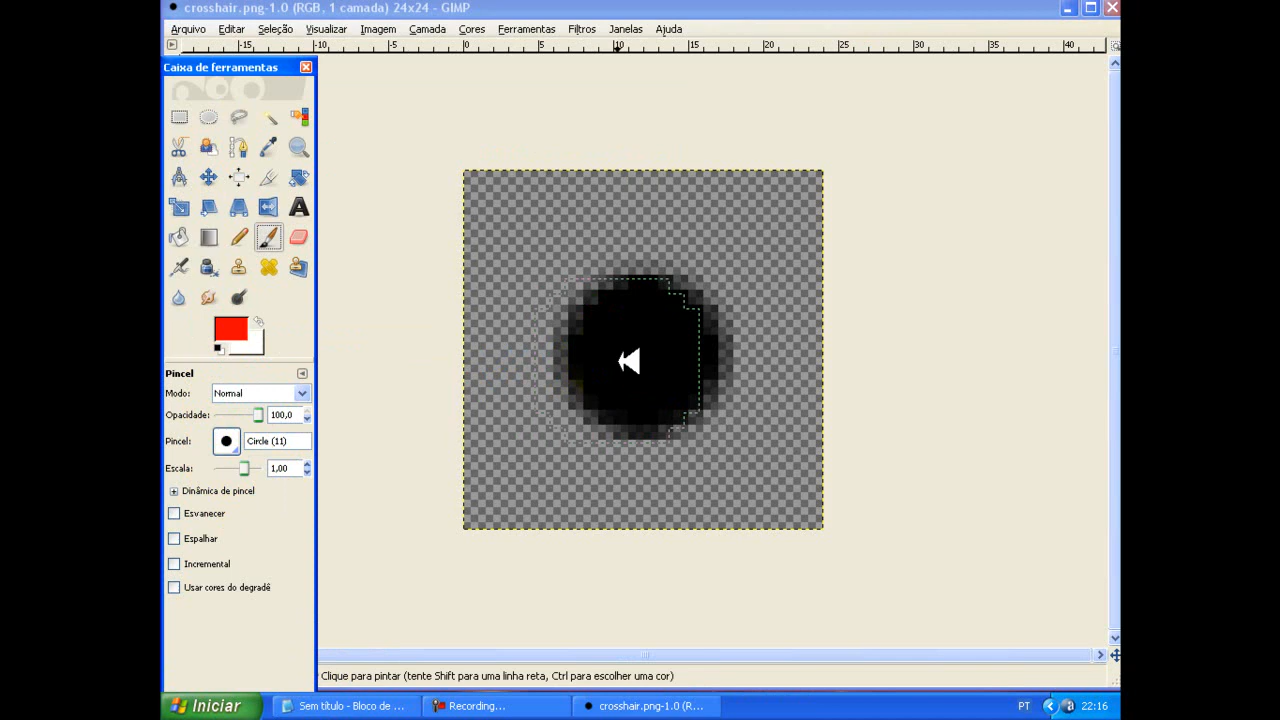 crosshair.png-1.0 (RGB, 1 camada) 24x24 – GIMP
Arquivo Editar Seleção Visualizar Imagem Camada Cores Ferramentas Filtros Janelas Ajuda
-15 -10 -5 0 5 10 15 20 25 30 35 40
Caixa de ferramentas
Pincel
Modo: Normal
Opacidade: 100,0
Pincel: Circle (11)
Escala: 1,00
Dinâmica de pincel
Esvanecer
Espalhar
Incremental
Usar cores do degradê
Clique para pintar (tente Shift para uma linha reta, Ctrl para escolher uma cor)
Iniciar Sem título - Bloco de ... Recording... crosshair.png-1.0 (R... PT 22:16